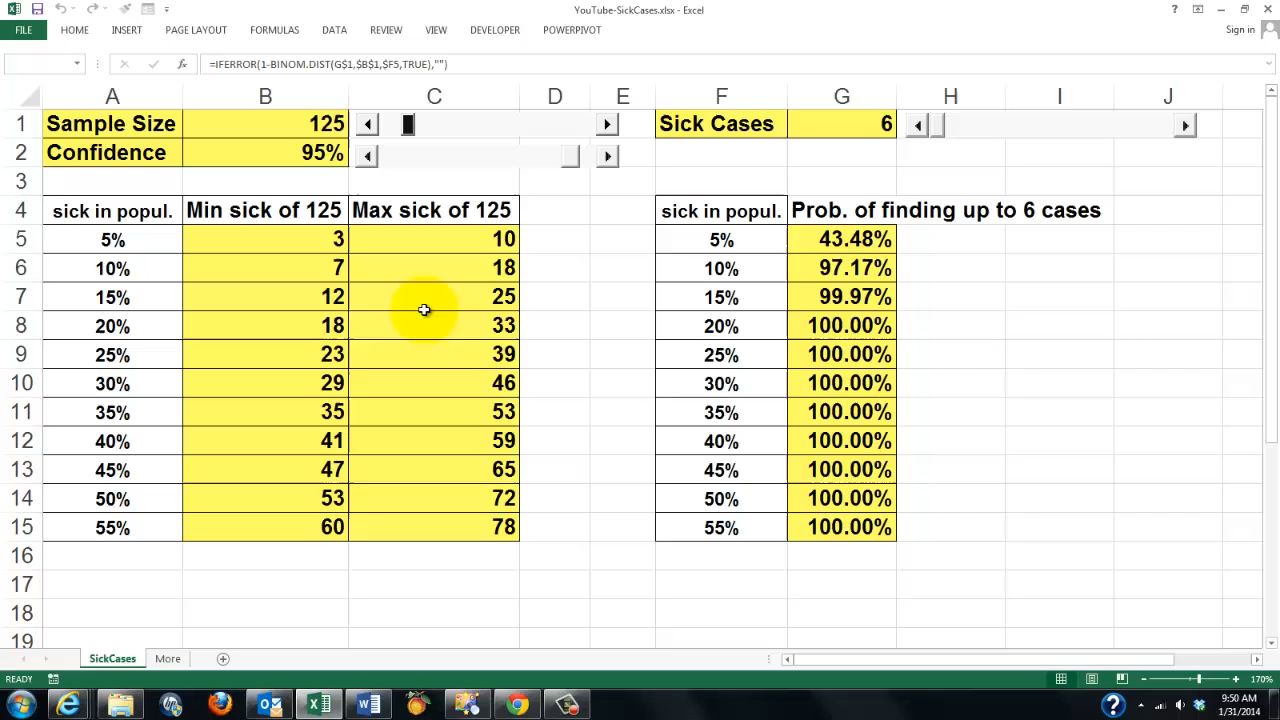 YouTube-SickCases.xlsx - Excel
FILE HOME INSERT PAGE LAYOUT FORMULAS DATA REVIEW VIEW DEVELOPER POWERPIVOT Sign in
=IFERROR(1-BINOM.DIST(G$1,$B$1,$F5,TRUE),"")
A B C D E F G H I J
1 Sample Size 125 Sick Cases 6
2 Confidence 95%
3
4 sick in popul. Min sick of 125 Max sick of 125 sick in popul. Prob. of finding up to 6 cases
5 5% 3 10 5% 43.48%
6 10% 7 18 10% 97.17%
7 15% 12 25 15% 99.97%
8 20% 18 33 20% 100.00%
9 25% 23 39 25% 100.00%
10 30% 29 46 30% 100.00%
11 35% 35 53 35% 100.00%
12 40% 41 59 40% 100.00%
13 45% 47 65 45% 100.00%
14 50% 53 72 50% 100.00%
15 55% 60 78 55% 100.00%
16
17
18
19
SickCases More
READY 170%
9:50 AM
1/31/2014